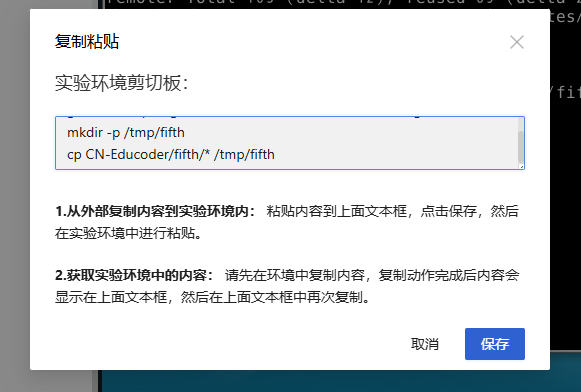 remote: Total 109 (delta 42), reused 69 (delta 2
tes/
/fif
复制粘贴
实验环境剪切板：
mkdir -p /tmp/fifth
cp CN-Educoder/fifth/* /tmp/fifth
1.从外部复制内容到实验环境内： 粘贴内容到上面文本框，点击保存，然后
在实验环境中进行粘贴。
2.获取实验环境中的内容： 请先在环境中复制内容，复制动作完成后内容会
显示在上面文本框，然后在上面文本框中再次复制。
取消
保存